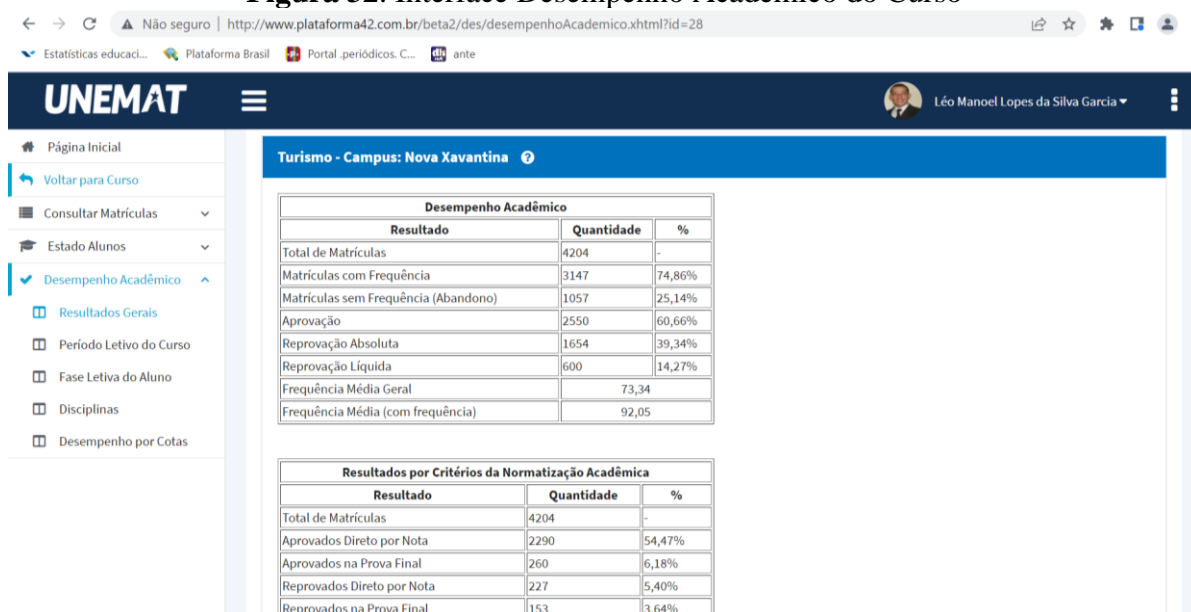 Figura 32: Interface Desempenho Acadêmico do Curso
Não seguro | http://www.plataforma42.com.br/beta2/des/desempenhoAcademico.xhtml?id=28
Estatísticas educaci... Plataforma Brasil Portal .periódicos. C... ante
UNEMAT Léo Manoel Lopes da Silva Garcia
Página Inicial
Voltar para Curso
Consultar Matrículas
Estado Alunos
Desempenho Acadêmico
Resultados Gerais
Período Letivo do Curso
Fase Letiva do Aluno
Disciplinas
Desempenho por Cotas
Turismo - Campus: Nova Xavantina
Desempenho Acadêmico
Resultado Quantidade %
Total de Matrículas 4204 -
Matrículas com Frequência 3147 74,86%
Matrículas sem Frequência (Abandono) 1057 25,14%
Aprovação 2550 60,66%
Reprovação Absoluta 1654 39,34%
Reprovação Líquida 600 14,27%
Frequência Média Geral 73,34
Frequência Média (com frequência) 92,05
Resultados por Critérios da Normatização Acadêmica
Resultado Quantidade %
Total de Matrículas 4204 -
Aprovados Direto por Nota 2290 54,47%
Aprovados na Prova Final 260 6,18%
Reprovados Direto por Nota 227 5,40%
Reprovados na Prova Final 153 3,64%